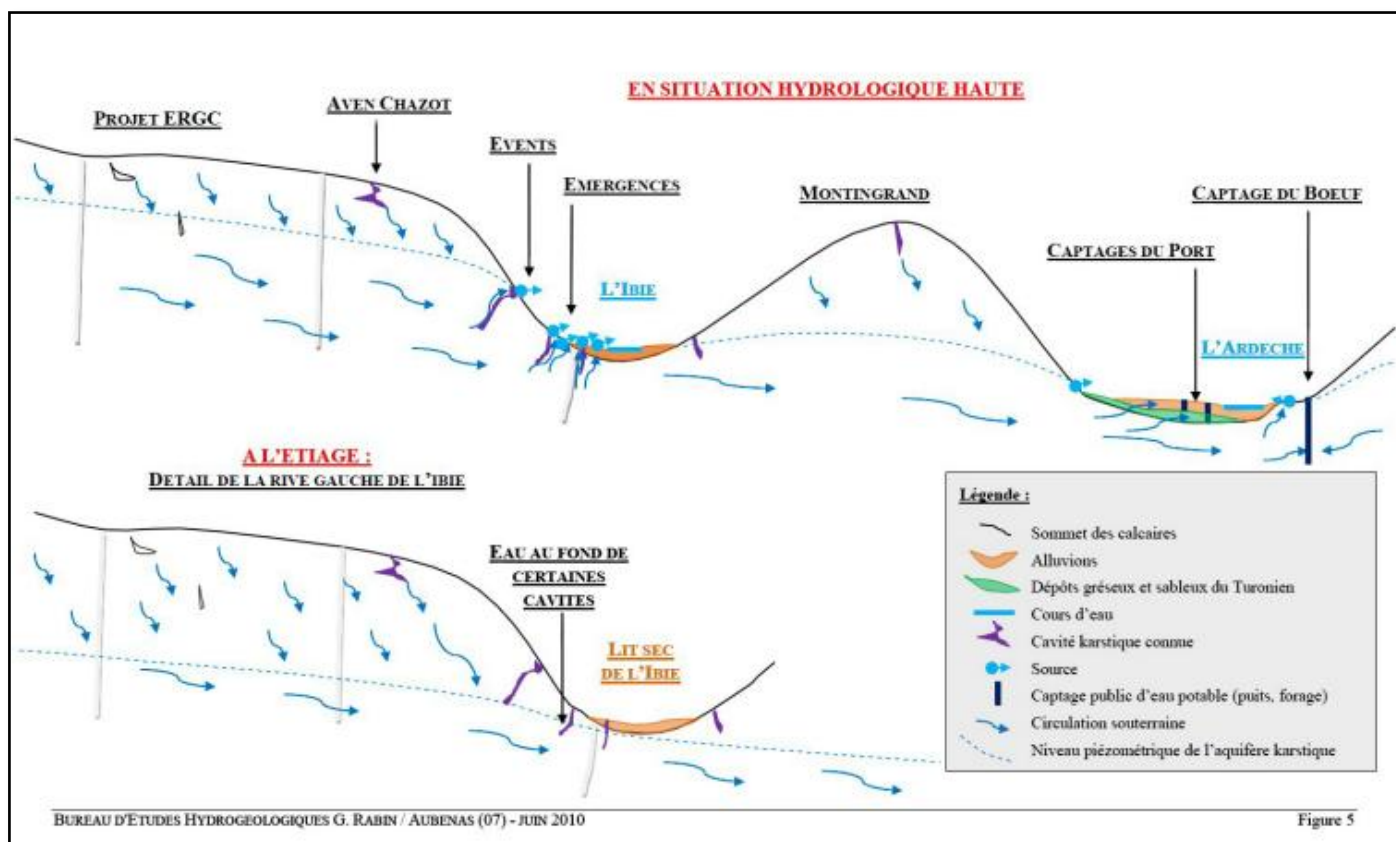 EN SITUATION HYDROLOGIQUE HAUTE
PROJET ERGC
AVEN CHAZOT
EVENTS
EMERGENCES
L'IBIE
MONTINGRAND
CAPTAGE DU BOEUF
CAPTAGES DU PORT
L'ARDECHE
A L'ETIAGE :
DETAIL DE LA RIVE GAUCHE DE L'IBIE
EAU AU FOND DE
CERTAINES
CAVITES
LIT SEC
DE L'IBIE
Légende :
Sommet des calcaires
Alluvions
Dépôts gréseux et sableux du Turonien
Cours d'eau
Cavité karstique connue
Source
Captage public d'eau potable (puits, forage)
Circulation souterraine
Niveau piézométrique de l'aquifère karstique
BUREAU D'ETUDES HYDROGEOLOGIQUES G. RABIN / AUBENAS (07) - JUIN 2010
Figure 5